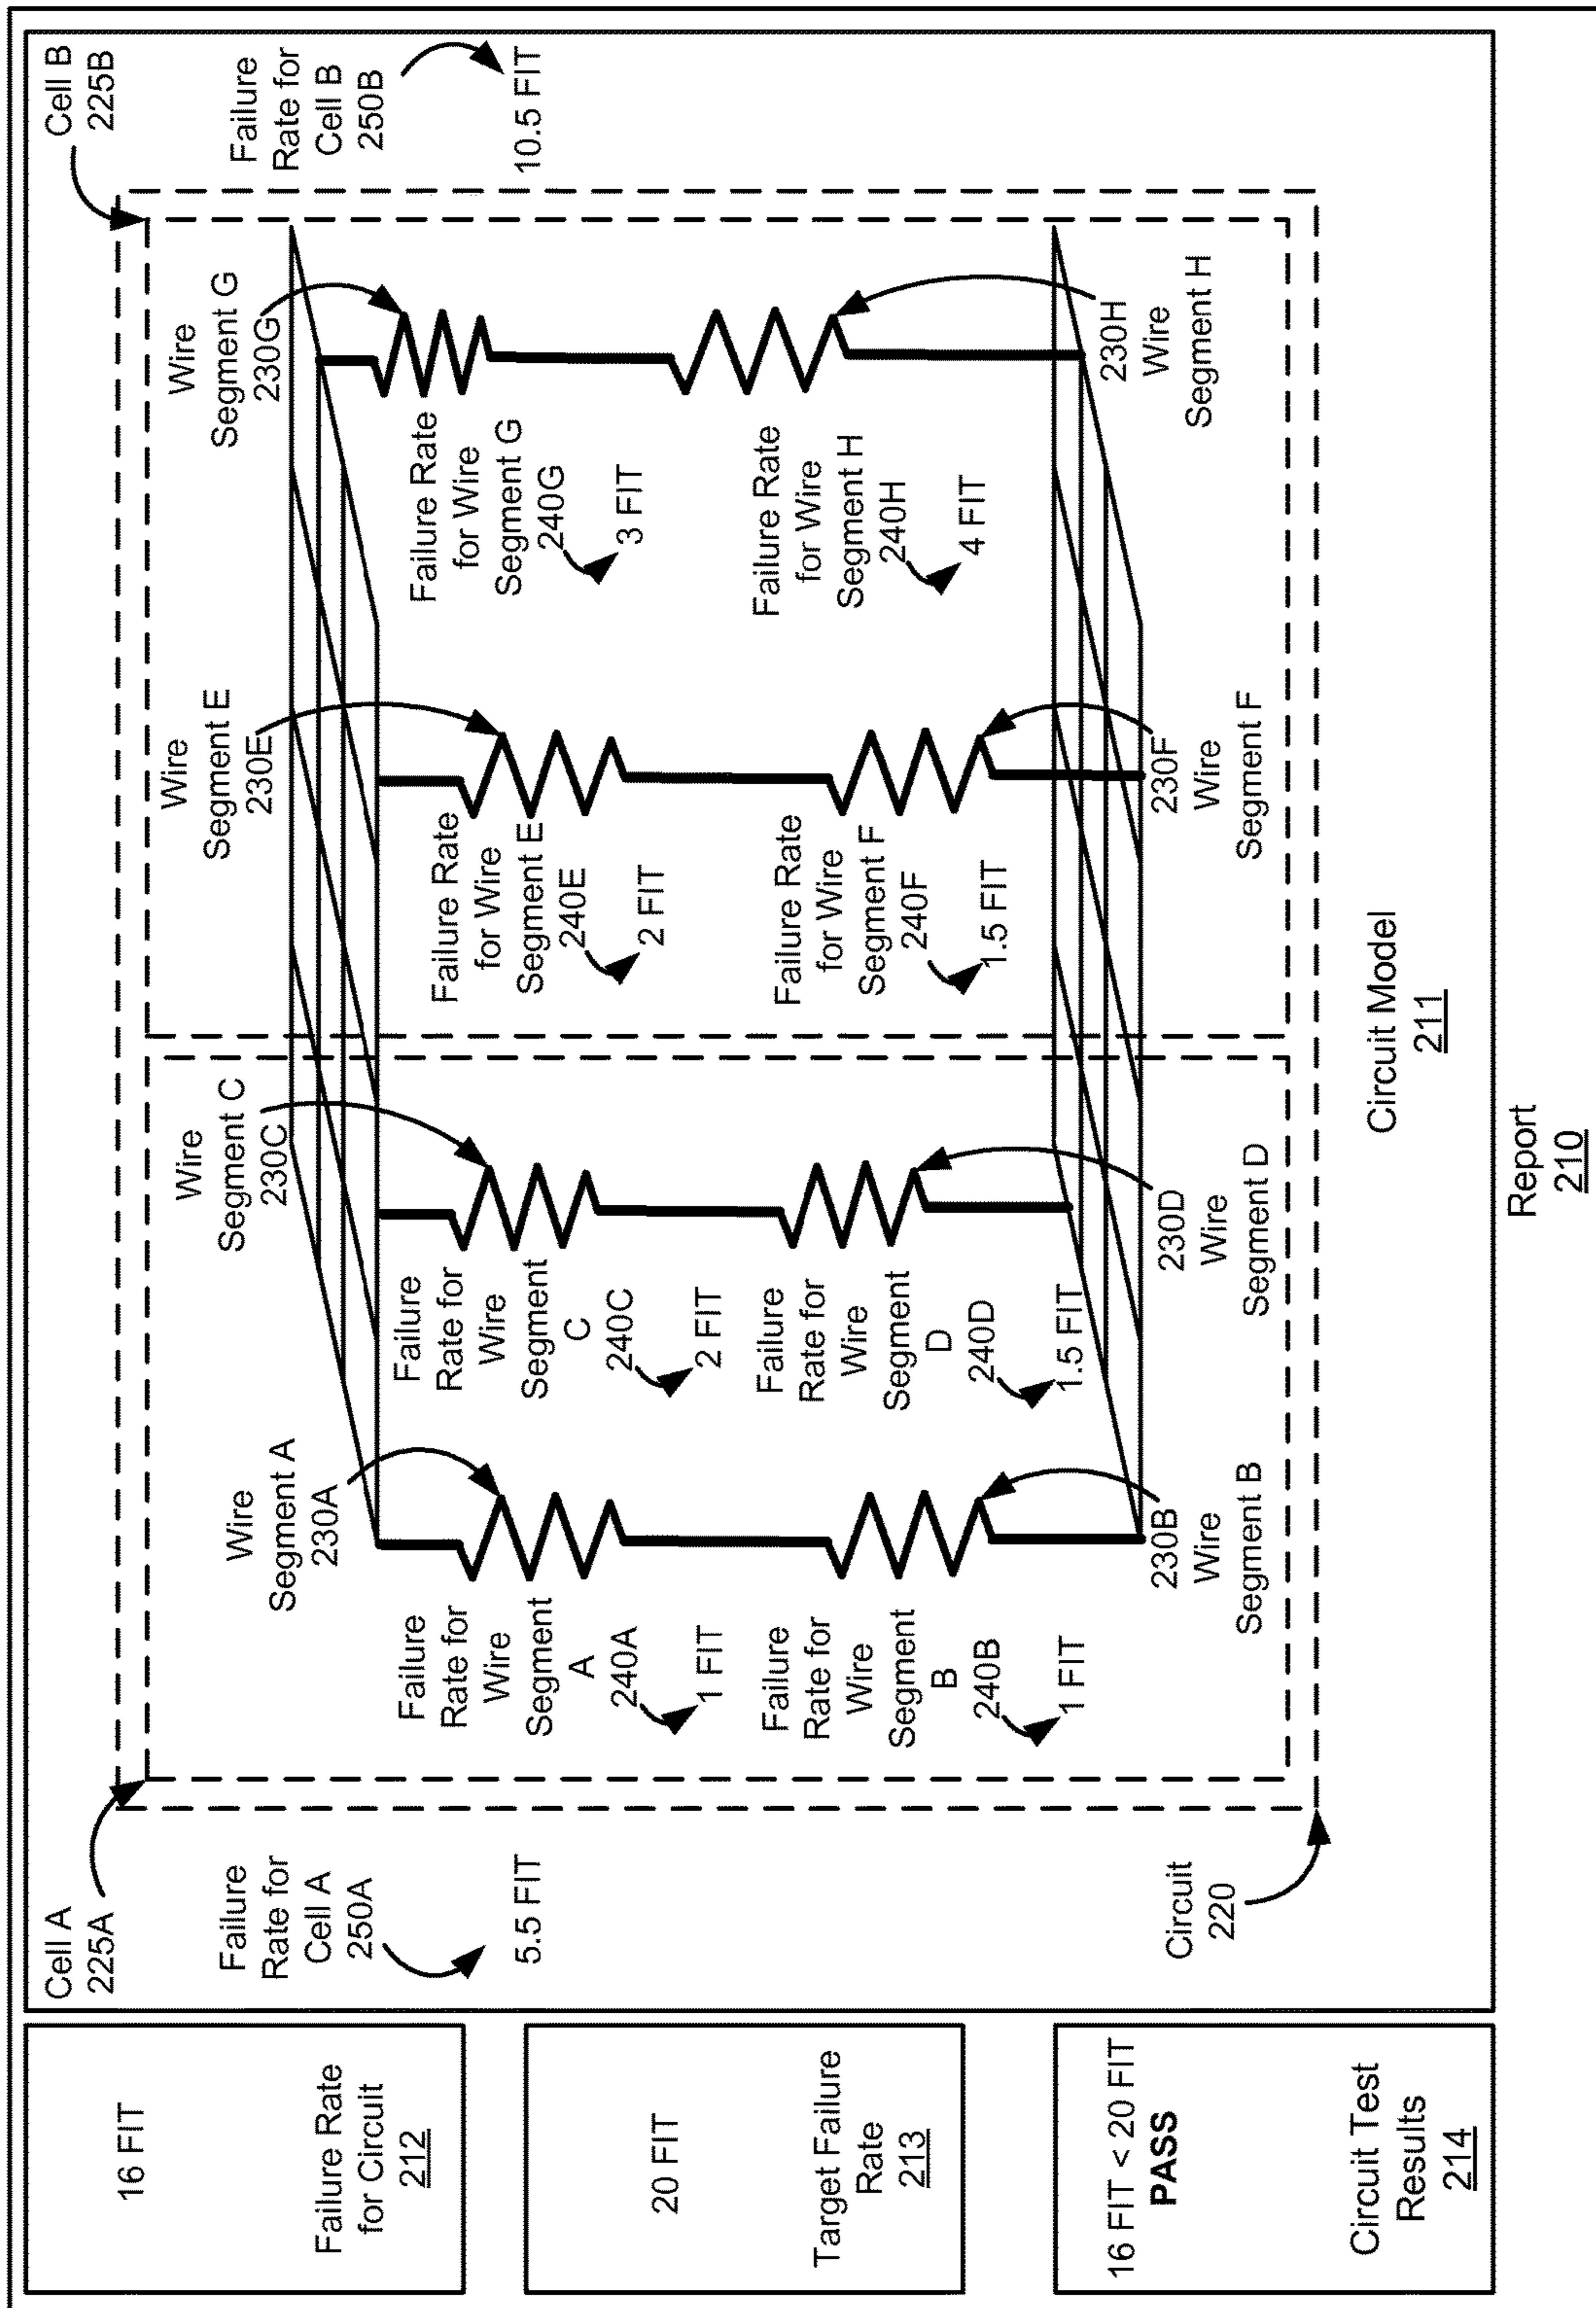 16 FIT
Failure Rate
for Circuit
212
20 FIT
Target Failure
Rate
213
16 FIT < 20 FIT
PASS
Circuit Test
Results
214
Cell A
225A
Failure
Rate for
Cell A
250A
5.5 FIT
Circuit
220
Wire
Segment A
230A
Failure
Rate for
Wire
Segment
A
240A
1 FIT
Failure
Rate for
Wire
Segment
B
240B
1 FIT
230B
Wire
Segment B
Wire
Segment C
230C
Failure
Rate for
Wire
Segment
C
240C
2 FIT
Failure
Rate for
Wire
Segment
D
240D
1.5 FIT
230D
Wire
Segment D
Wire
Segment E
230E
Failure Rate
for Wire
Segment E
240E
2 FIT
Failure Rate
for Wire
Segment F
240F
1.5 FIT
230F
Wire
Segment F
Wire
Segment G
230G
Failure Rate
for Wire
Segment G
240G
3 FIT
Failure Rate
for Wire
Segment H
240H
4 FIT
230H
Wire
Segment H
Cell B
225B
Failure
Rate for
Cell B
250B
10.5 FIT
Circuit Model
211
Report
210